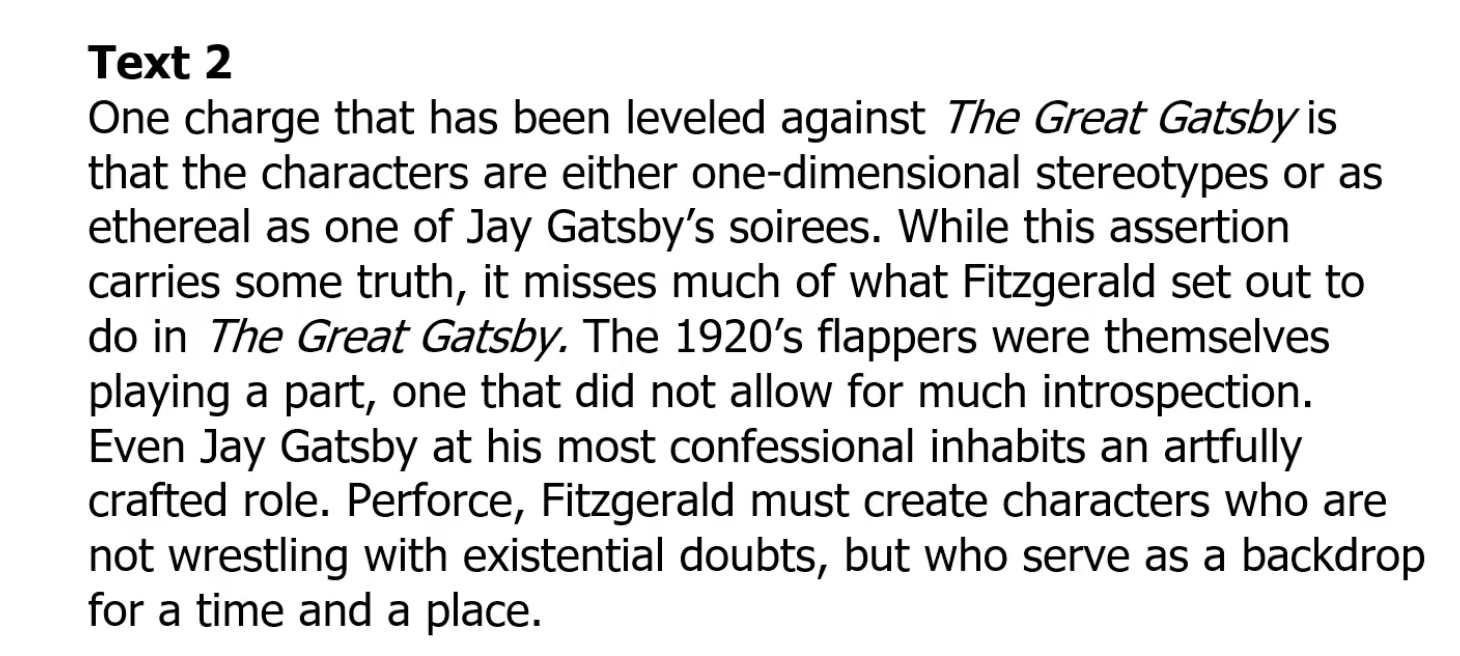 Text 2
One charge that has been leveled against The Great Gatsby is
that the characters are either one-dimensional stereotypes or as
ethereal as one of Jay Gatsby’s soirees. While this assertion
carries some truth, it misses much of what Fitzgerald set out to
do in The Great Gatsby. The 1920’s flappers were themselves
playing a part, one that did not allow for much introspection.
Even Jay Gatsby at his most confessional inhabits an artfully
crafted role. Perforce, Fitzgerald must create characters who are
not wrestling with existential doubts, but who serve as a backdrop
for a time and a place.